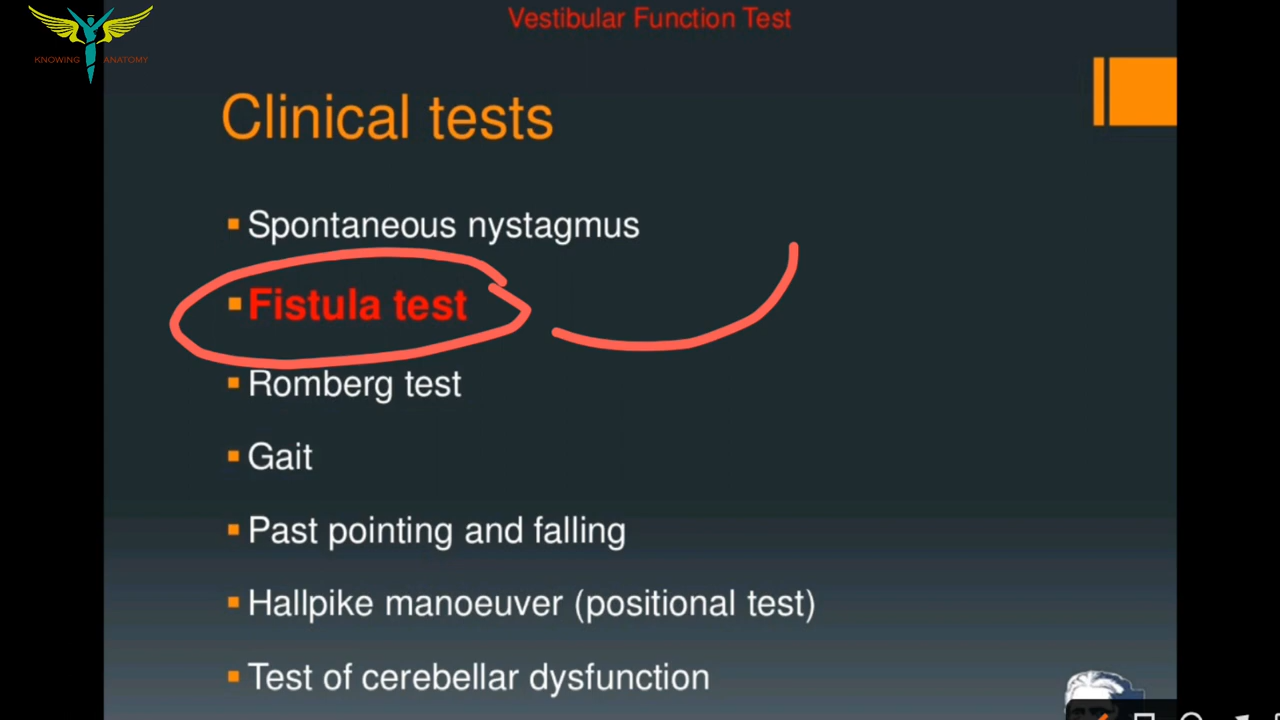 Vestibular Function Test
KNOWING ANATOMY
Clinical tests
Spontaneous nystagmus
Fistula test
Romberg test
Gait
Past pointing and falling
Hallpike manoeuver (positional test)
Test of cerebellar dysfunction